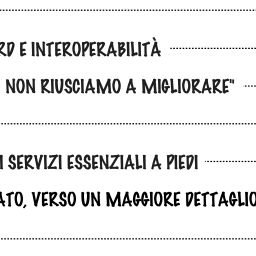 RD E INTEROPERABILITÀ
NON RIUSCIAMO A MIGLIORARE"
SERVIZI ESSENZIALI A PIEDI
ATO, VERSO UN MAGGIORE DETTAGLIO